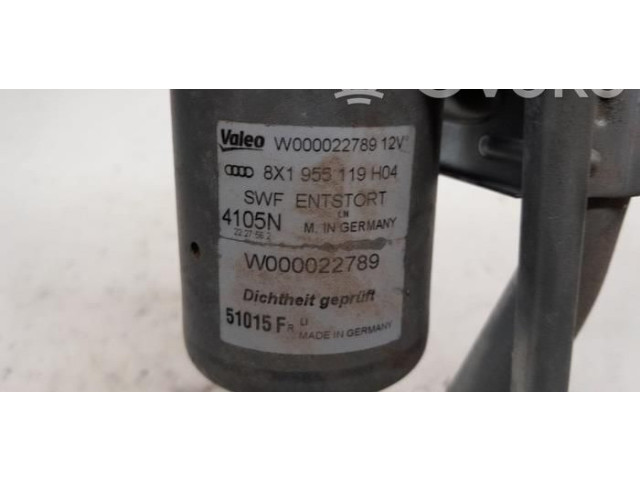 Valeo W000022789 12V
8X1 955 119 H04
SWF ENTSTORT
4105N M. IN GERMANY
W000022789
Dichtheit geprüft
51015 F R LI
MADE IN GERMANY